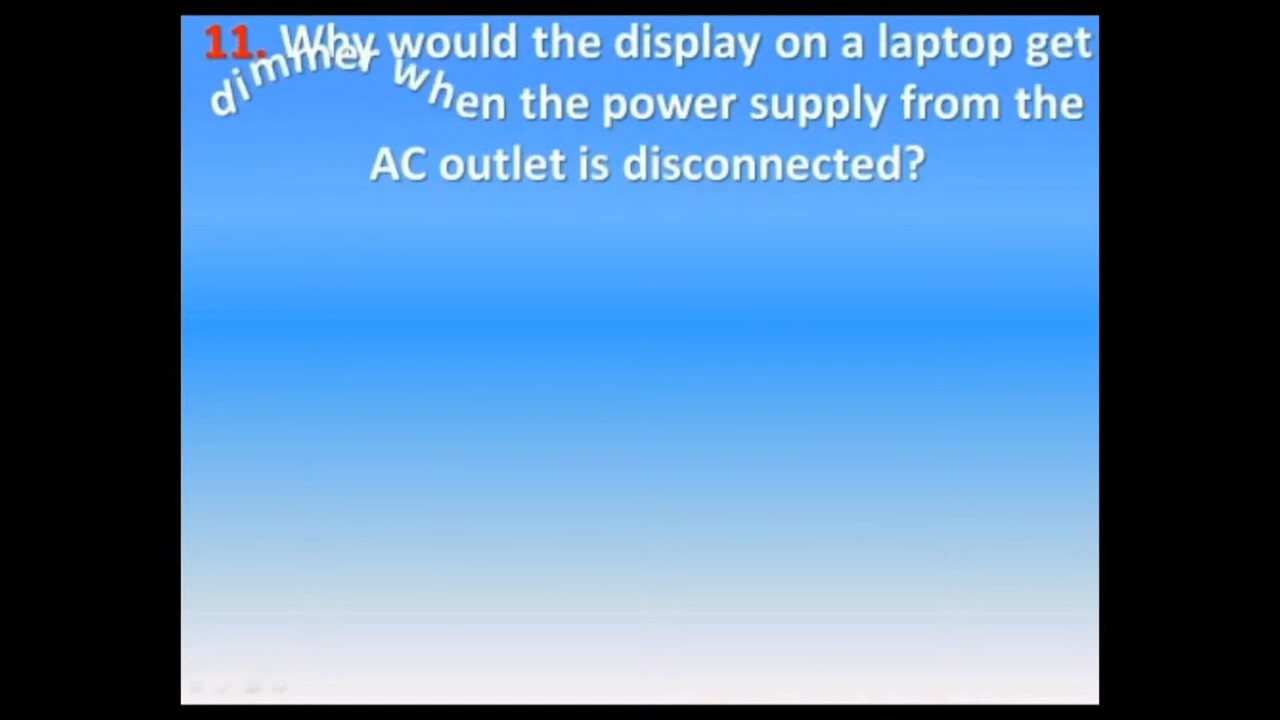 11. Why would the display on a laptop get
dimmer when the power supply from the
AC outlet is disconnected?